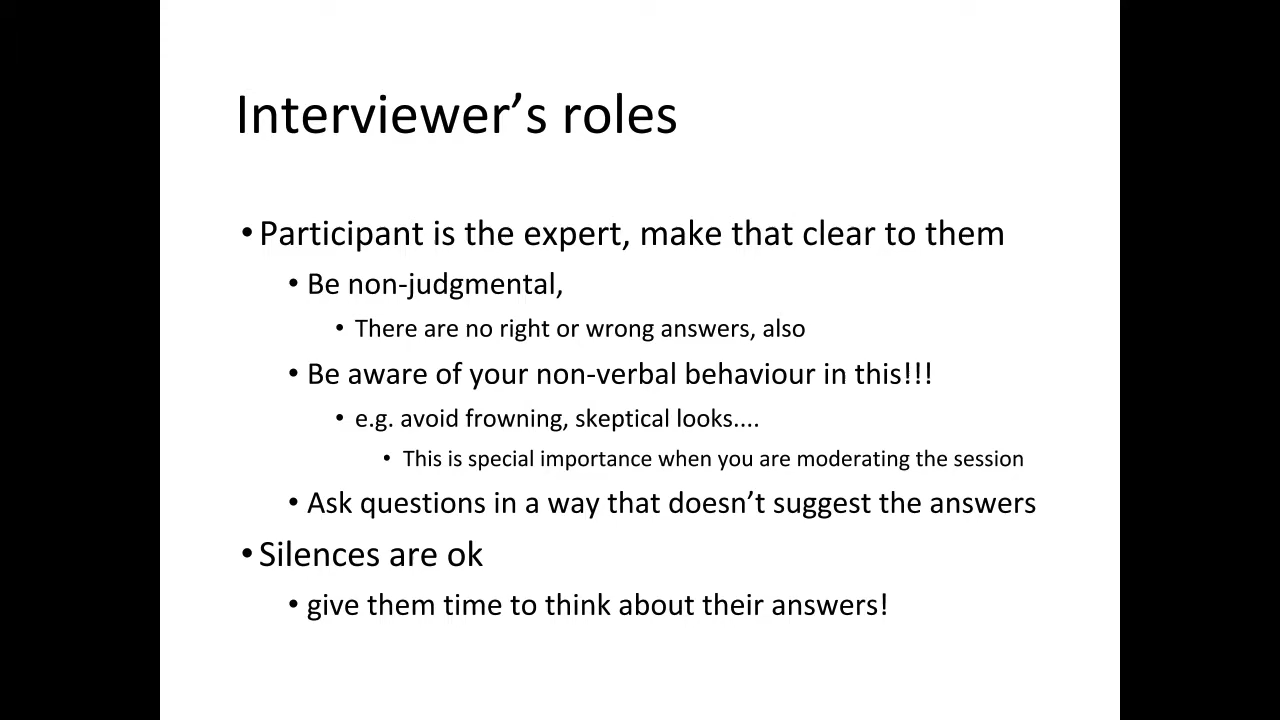 Interviewer’s roles
• Participant is the expert, make that clear to them
• Be non-judgmental,
• There are no right or wrong answers, also
• Be aware of your non-verbal behaviour in this!!!
• e.g. avoid frowning, skeptical looks....
• This is special importance when you are moderating the session
• Ask questions in a way that doesn’t suggest the answers
• Silences are ok
• give them time to think about their answers!